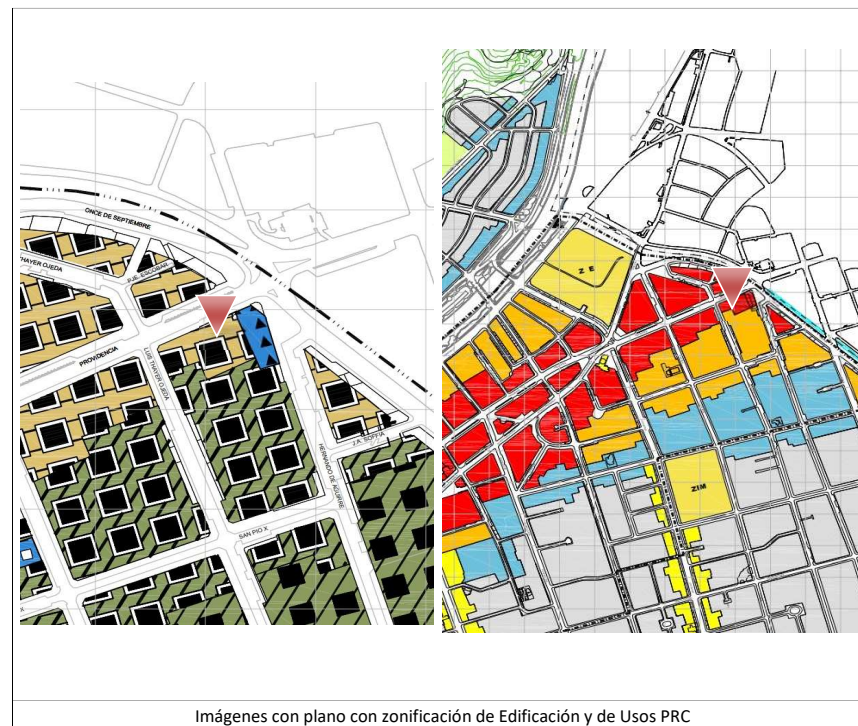 ONCE DE SEPTIEMBRE
THAYER OJEDA
PJE. ESCOBAR
PROVIDENCIA
LUIS THAYER OJEDA
HERNANDO DE AGUIRRE
J.A. SOFFIA
SAN PIO X
X
Z E
ZIM
Imágenes con plano con zonificación de Edificación y de Usos PRC